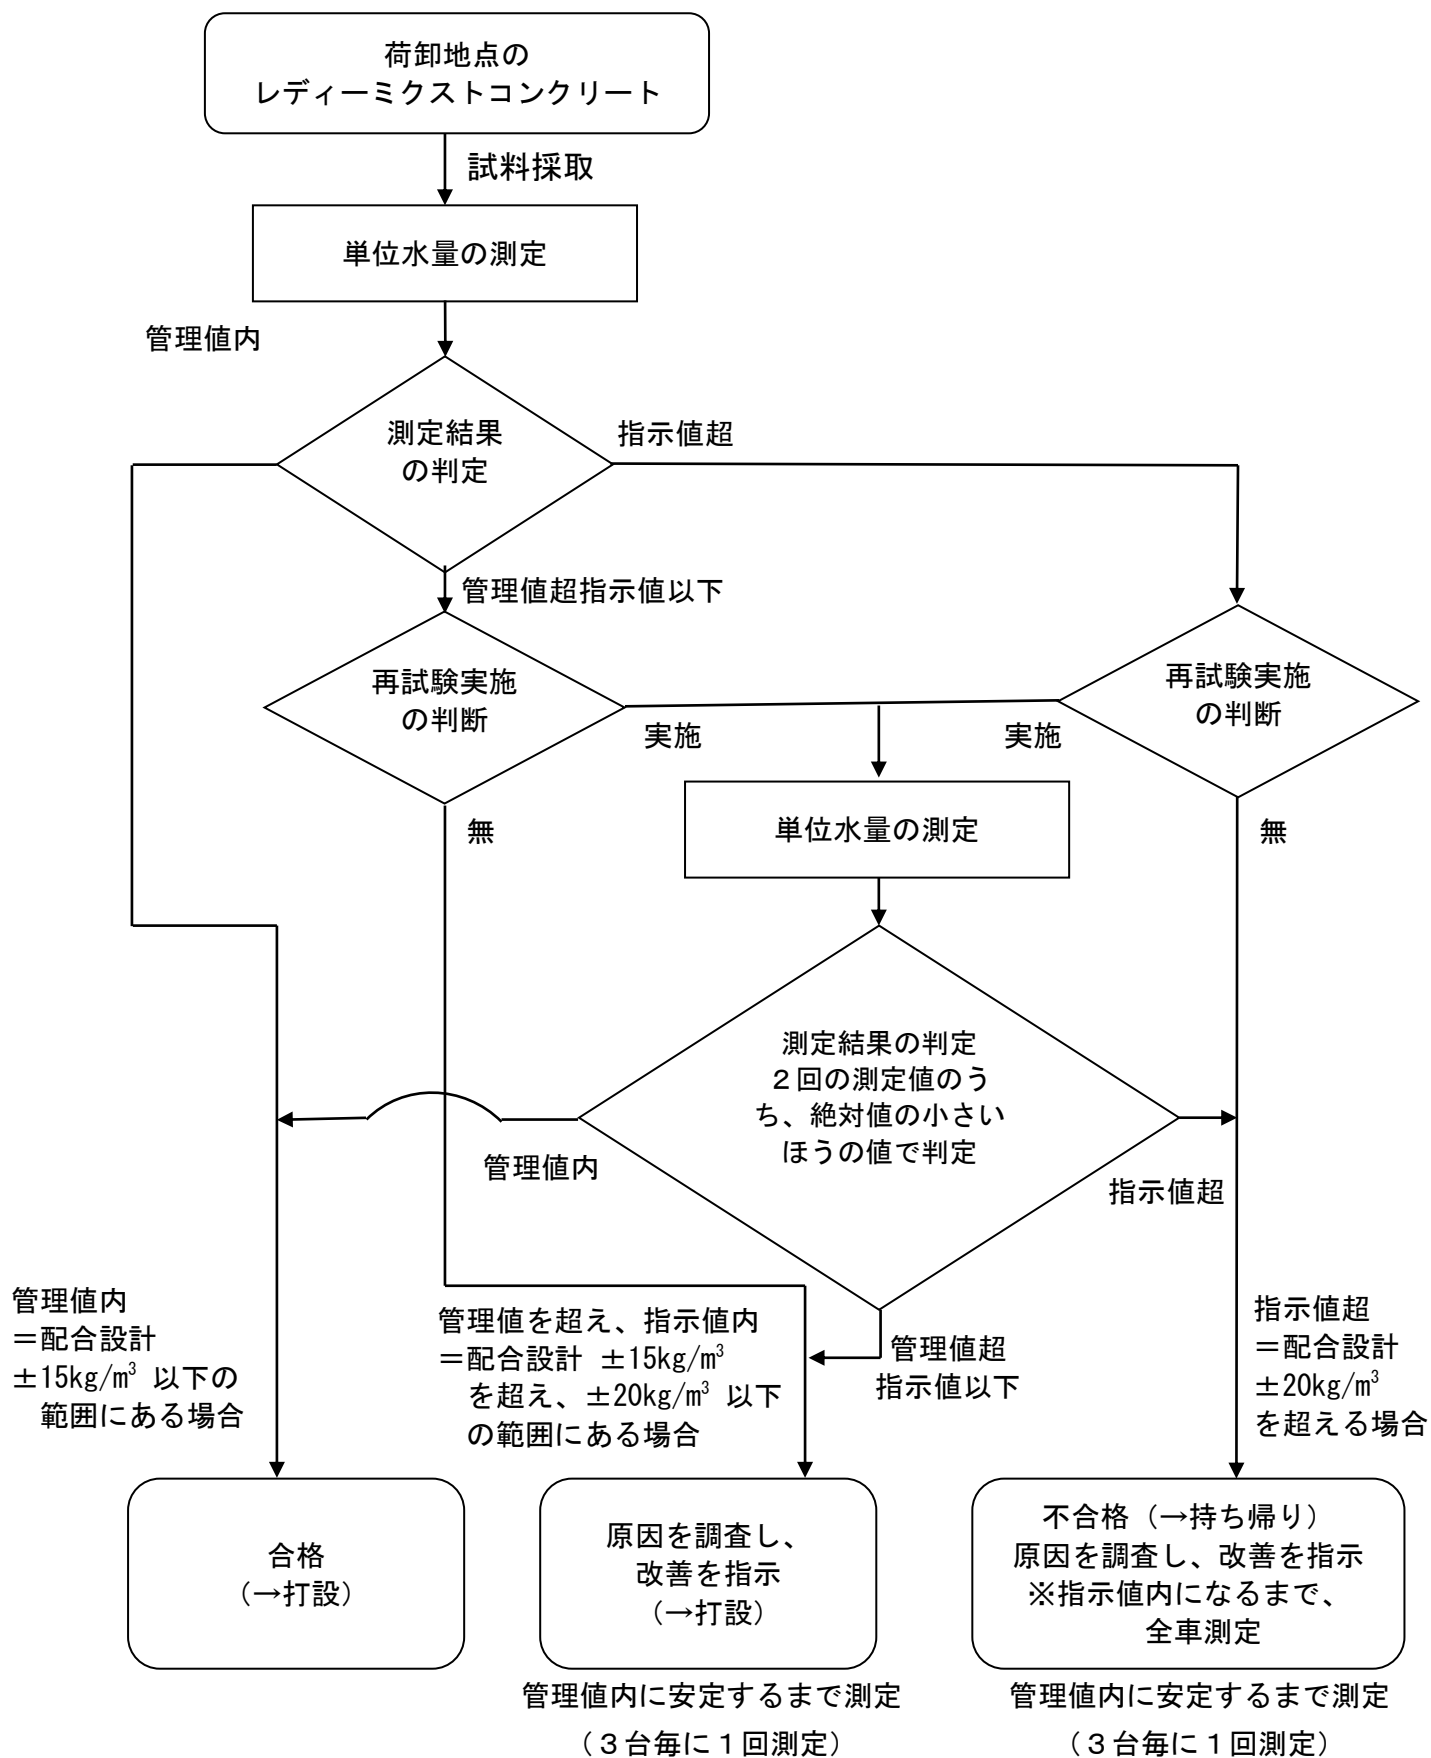 荷卸地点の
レディーミクストコンクリート
試料採取
単位水量の測定
管理値内
測定結果
の判定
指示値超
管理値超指示値以下
再試験実施
の判断
再試験実施
の判断
実施
実施
単位水量の測定
無
無
測定結果の判定
２回の測定値のう
ち、絶対値の小さい
ほうの値で判定
管理値内
指示値超
管理値内
＝配合設計
±15kg/m³ 以下の
範囲にある場合
管理値を超え、指示値内
＝配合設計 ±15kg/m³
を超え、±20kg/m³ 以下
の範囲にある場合
管理値超
指示値以下
指示値超
＝配合設計
±20kg/m³
を超える場合
合格
（→打設）
原因を調査し、
改善を指示
（→打設）
不合格（→持ち帰り）
原因を調査し、改善を指示
※指示値内になるまで、
全車測定
管理値内に安定するまで測定
（３台毎に１回測定）
管理値内に安定するまで測定
（３台毎に１回測定）